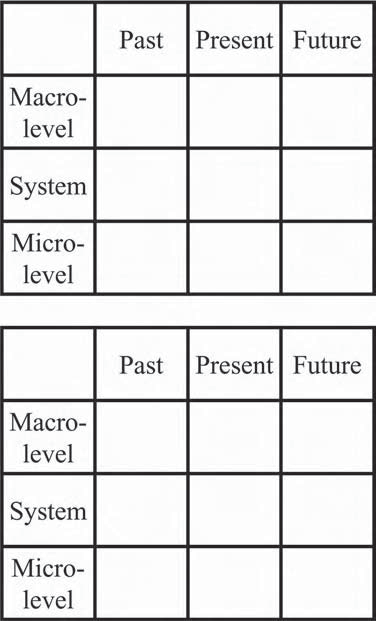 Past Present Future
Macro-
level
System
Micro-
level
Past Present Future
Macro-
level
System
Micro-
level